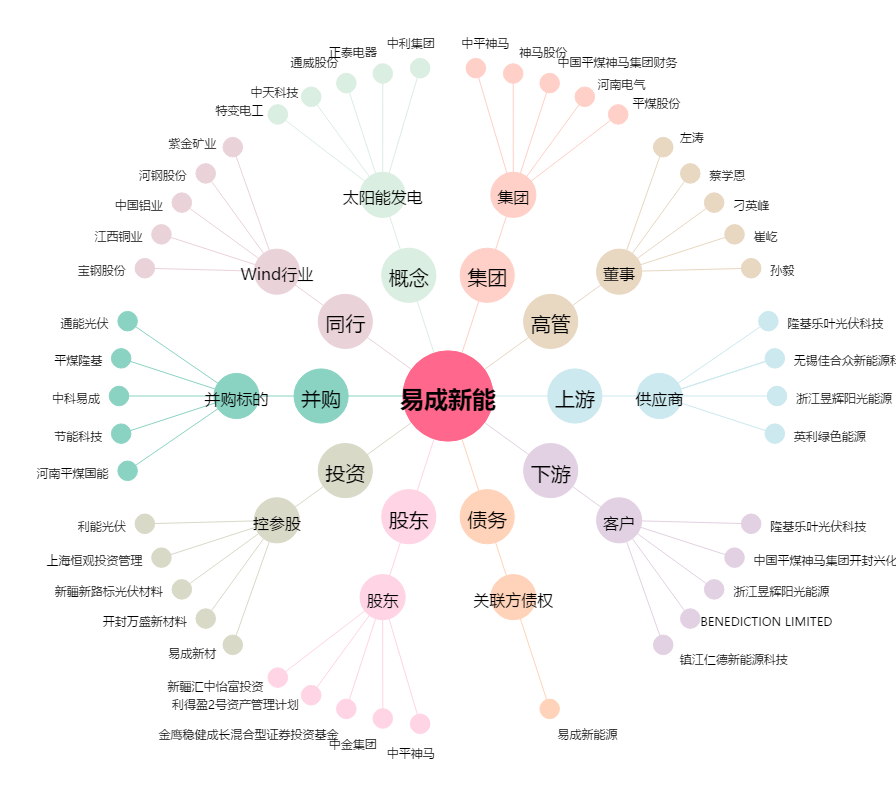 中利集团
中平神马
正泰电器
神马股份
通威股份
中国平煤神马集团财务
中天科技
河南电气
特变电工
平煤股份
紫金矿业
左涛
河钢股份
蔡学恩
太阳能发电
集团
中国铝业
刁英峰
江西铜业
崔屹
宝钢股份
Wind行业
概念
集团
董事
孙毅
通能光伏
同行
高管
隆基乐叶光伏科技
平煤隆基
无锡佳合众新能源科
中科易成
并购标的
并购
易成新能
上游
供应商
浙江昱辉阳光能源
节能科技
英利绿色能源
河南平煤国能
投资
下游
利能光伏
控参股
股东
债务
客户
隆基乐叶光伏科技
上海恒观投资管理
中国平煤神马集团开封兴化
新疆新路标光伏材料
浙江昱辉阳光能源
股东
关联方债权
开封万盛新材料
BENEDICTION LIMITED
易成新材
镇江仁德新能源科技
新疆汇中怡富投资
利得盈2号资产管理计划
金鹰稳健成长混合型证券投资基金
易成新能源
中金集团
中平神马